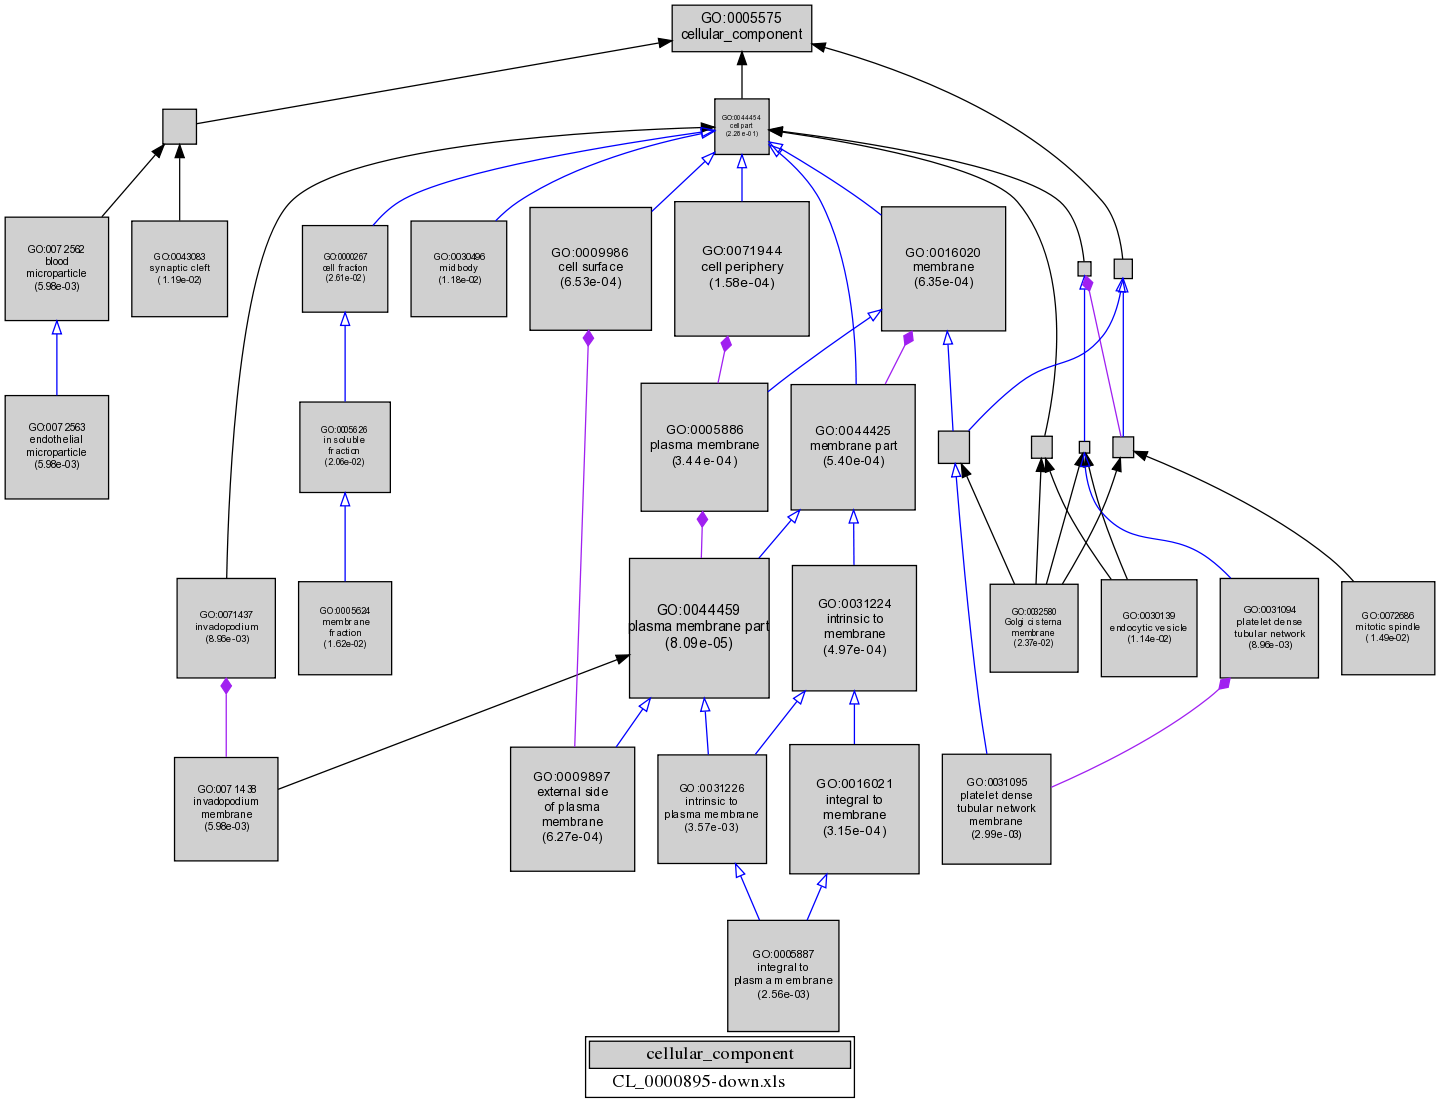 GO:0005575
cellular_component
GO:0044464
cell part
(2.26e-01)
GO:0072562
blood
microparticle
(5.98e-03)
GO:0043083
synaptic cleft
(1.19e-02)
GO:0000267
cell fraction
(2.61e-02)
GO:0030496
midbody
(1.18e-02)
GO:0009986
cell surface
(6.53e-04)
GO:0071944
cell periphery
(1.58e-04)
GO:0016020
membrane
(6.35e-04)
GO:0072563
endothelial
microparticle
(5.98e-03)
GO:0005626
insoluble
fraction
(2.06e-02)
GO:0005886
plasma membrane
(3.44e-04)
GO:0044425
membrane part
(5.40e-04)
GO:0071437
invadopodium
(8.96e-03)
GO:0005624
membrane
fraction
(1.62e-02)
GO:0044459
plasma membrane part
(8.09e-05)
GO:0031224
intrinsic to
membrane
(4.97e-04)
GO:0032580
Golgi cisterna
membrane
(2.37e-02)
GO:0030139
endocytic vesicle
(1.14e-02)
GO:0031094
platelet dense
tubular network
(8.96e-03)
GO:0072686
mitotic spindle
(1.49e-02)
GO:0071438
invadopodium
membrane
(5.98e-03)
GO:0009897
external side
of plasma
membrane
(6.27e-04)
GO:0031226
intrinsic to
plasma membrane
(3.57e-03)
GO:0016021
integral to
membrane
(3.15e-04)
GO:0031095
platelet dense
tubular network
membrane
(2.99e-03)
GO:0005887
integral to
plasma membrane
(2.56e-03)
cellular_component
CL_0000895-down.xls